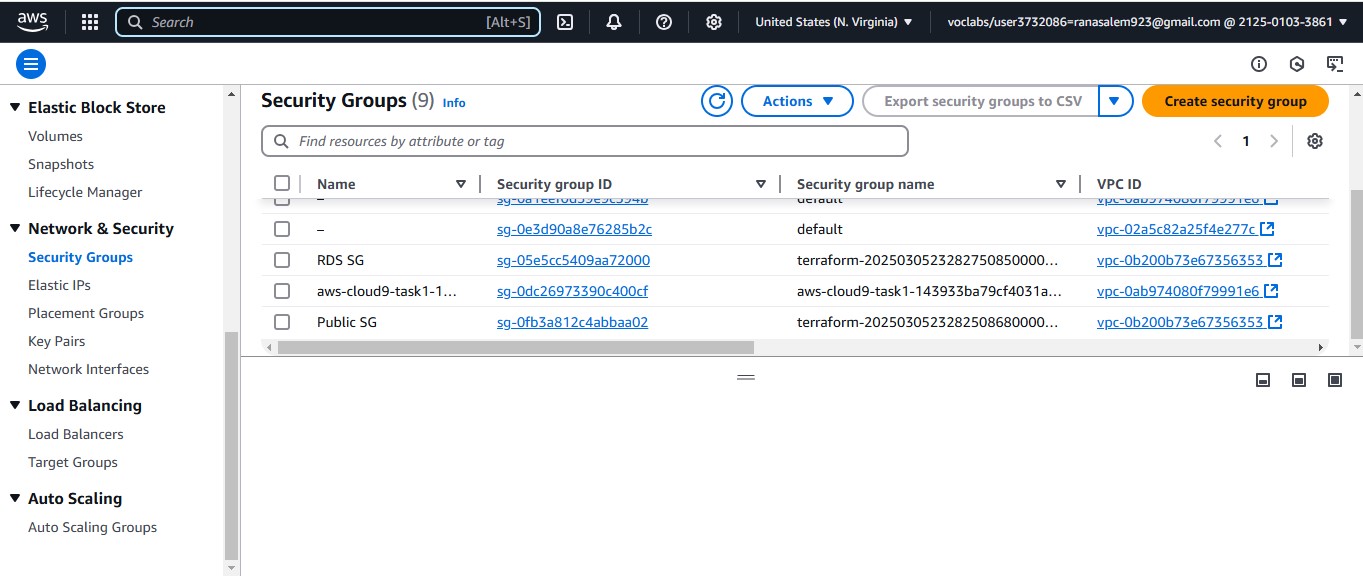 aws Search [Alt+S] United States (N. Virginia) voclabs/user3732086=ranasalem923@gmail.com @ 2125-0103-3861
Elastic Block Store
Volumes
Snapshots
Lifecycle Manager
Network & Security
Security Groups
Elastic IPs
Placement Groups
Key Pairs
Network Interfaces
Load Balancing
Load Balancers
Target Groups
Auto Scaling
Auto Scaling Groups
Security Groups (9) Info Actions Export security groups to CSV Create security group
Find resources by attribute or tag 1
Name Security group ID Security group name VPC ID
– default
– sg-0e3d90a8e76285b2c default vpc-02a5c82a25f4e277c
RDS SG sg-05e5cc5409aa72000 terraform-2025030523282750850000... vpc-0b200b73e67356353
aws-cloud9-task1-1... sg-0dc26973390c400cf aws-cloud9-task1-143933ba79cf4031a... vpc-0ab974080f79991e6
Public SG sg-0fb3a812c4abbaa02 terraform-2025030523282508680000... vpc-0b200b73e67356353